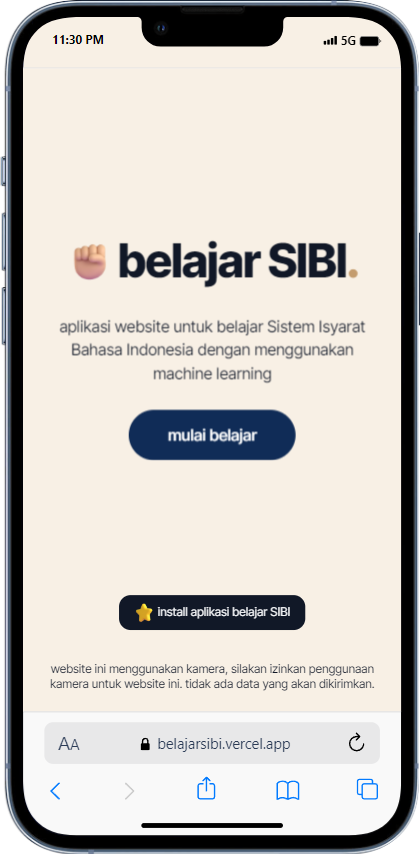 11:30 PM 5G
belajar SIBI.
aplikasi website untuk belajar Sistem Isyarat
Bahasa Indonesia dengan menggunakan
machine learning
mulai belajar
install aplikasi belajar SIBI
website ini menggunakan kamera, silakan izinkan penggunaan
kamera untuk website ini. tidak ada data yang akan dikirimkan.
AA belajarsibi.vercel.app